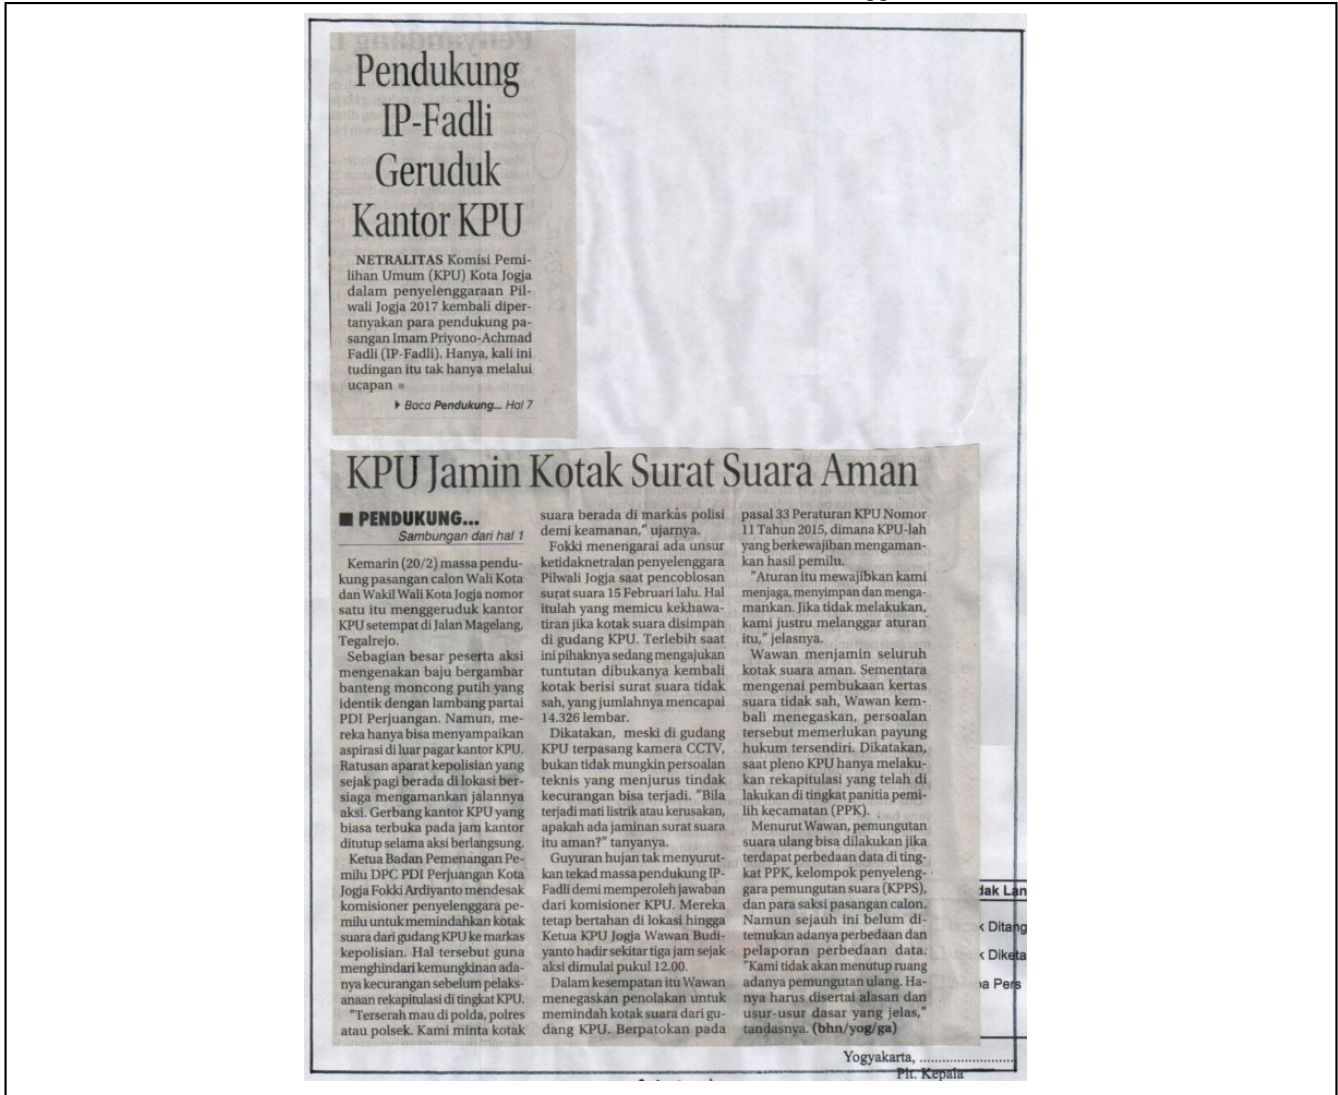 Pendukung
IP-Fadli
Geruduk
Kantor KPU
NETRALITAS Komisi Pemi-
lihan Umum (KPU) Kota Jogja
dalam penyelenggaraan Pil-
wali Jogja 2017 kembali diper-
tanyakan para pendukung pa-
sangan Imam Priyono-Achmad
Fadli (IP-Fadli). Hanya, kali ini
tudingan itu tak hanya melalui
ucapan
Baca Pendukung... Hal 7
KPU Jamin Kotak Surat Suara Aman
PENDUKUNG...
Sambungan dari hal 1
Kemarin (20/2) massa pendu-
kung pasangan calon Wali Kota
dan Wakil Wali Kota Jogja nomor
satu itu menggeruduk kantor
KPU setempat di Jalan Magelang,
Tegalrejo.
Sebagian besar peserta aksi
mengenakan baju bergambar
banteng moncong putih yang
identik dengan lambang partai
PDI Perjuangan. Namun, me-
reka hanya bisa menyampaikan
aspirasi di luar pagar kantor KPU.
Ratusan aparat kepolisian yang
sejak pagi berada di lokasi ber-
siaga mengamankan jalannya
aksi. Gerbang kantor KPU yang
biasa terbuka pada jam kantor
ditutup selama aksi berlangsung.
Ketua Badan Pemenangan Pe-
milu DPC PDI Perjuangan Kota
Jogja Fokki Ardiyanto mendesak
komisioner penyelenggara pe-
milu untuk memindahkan kotak
suara dari gudang KPU ke markas
kepolisian. Hal tersebut guna
menghindari kemungkinan ada-
nya kecurangan sebelum pelaks-
anaan rekapitulasi di tingkat KPU.
"Terserah mau di polda, polres
atau polsek. Kami minta kotak
suara berada di markas polisi
demi keamanan," ujarnya.
Fokki menengarai ada unsur
ketidaknetralan penyelenggara
Pilwali Jogja saat pencoblosan
surat suara 15 Februari lalu. Hal
itulah yang memicu kekhawa-
tiran jika kotak suara disimpan
di gudang KPU. Terlebih saat
ini pihaknya sedang mengajukan
tuntutan dibukanya kembali
kotak berisi surat suara tidak
sah, yang jumlahnya mencapai
14.326 lembar.
Dikatakan, meski di gudang
KPU terpasang kamera CCTV,
bukan tidak mungkin persoalan
teknis yang menjurus tindak
kecurangan bisa terjadi. "Bila
terjadi mati listrik atau kerusakan,
apakah ada jaminan surat suara
itu aman?" tanyanya.
Guyuran hujan tak menyurut-
kan tekad massa pendukung IP-
Fadli demi memperoleh jawaban
dari komisioner KPU. Mereka
tetap bertahan di lokasi hingga
Ketua KPU Jogja Wawan Budi-
yanto hadir sekitar tiga jam sejak
aksi dimulai pukul 12.00.
Dalam kesempatan itu Wawan
menegaskan penolakan untuk
memindah kotak suara dari gu-
dang KPU. Berpatokan pada
pasal 33 Peraturan KPU Nomor
11 Tahun 2015, dimana KPU-lah
yang berkewajiban mengaman-
kan hasil pemilu.
"Aturan itu mewajibkan kami
menjaga, menyimpan dan menga-
mankan. Jika tidak melakukan,
kami justru melanggar aturan
itu," jelasnya.
Wawan menjamin seluruh
kotak suara aman. Sementara
mengenai pembukaan kertas
suara tidak sah, Wawan kem-
bali menegaskan, persoalan
tersebut memerlukan payung
hukum tersendiri. Dikatakan,
saat pleno KPU hanya melaku-
kan rekapitulasi yang telah di
lakukan di tingkat panitia pemi-
lih kecamatan (PPK).
Menurut Wawan, pemungutan
suara ulang bisa dilakukan jika
terdapat perbedaan data di ting-
kat PPK, kelompok penyeleng-
gara pemungutan suara (KPPS),
dan para saksi pasangan calon.
Namun sejauh ini belum di-
temukan adanya perbedaan dan
pelaporan perbedaan data.
"Kami tidak akan menutup ruang
adanya pemungutan ulang. Ha-
nya harus disertai alasan dan
usur-usur dasar yang jelas,"
tandasnya. (bhn/yog/ga)
dak Lan
k Ditang
k Diketa
a Pers
Yogyakarta, ........................
Plt. Kepala